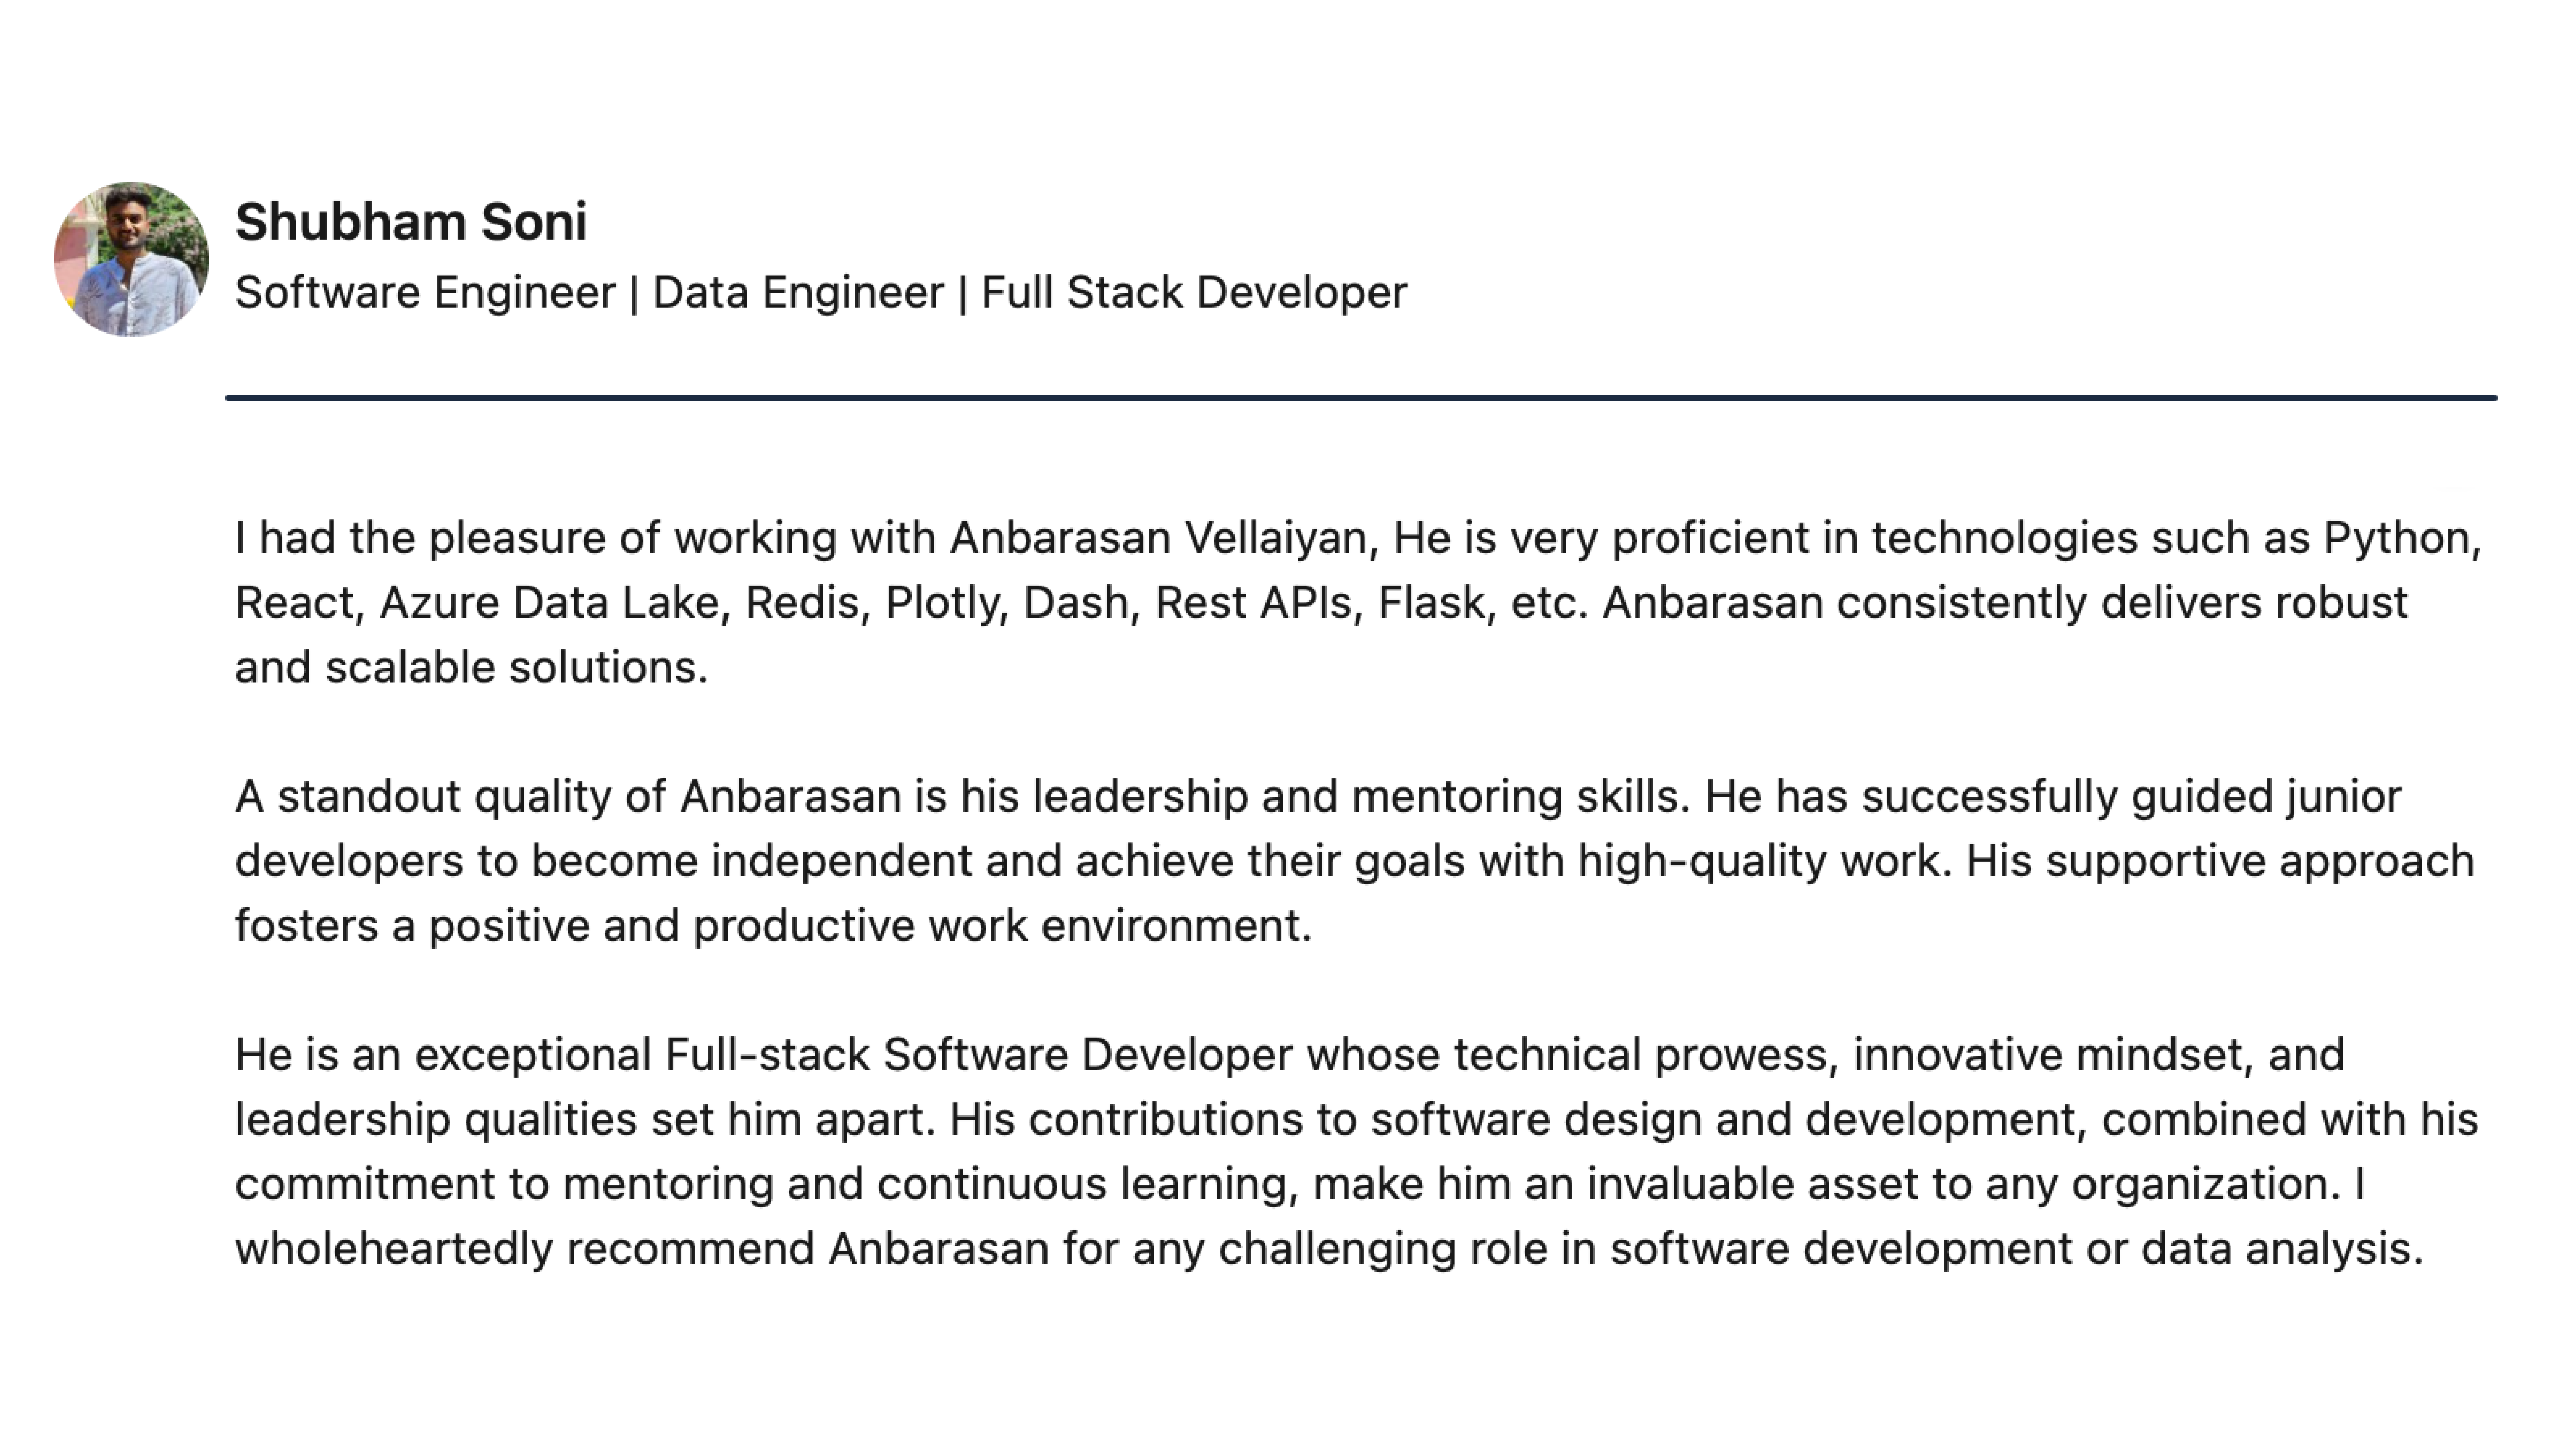 Shubham Soni
Software Engineer | Data Engineer | Full Stack Developer
I had the pleasure of working with Anbarasan Vellaiyan, He is very proficient in technologies such as Python,
React, Azure Data Lake, Redis, Plotly, Dash, Rest APIs, Flask, etc. Anbarasan consistently delivers robust
and scalable solutions.
A standout quality of Anbarasan is his leadership and mentoring skills. He has successfully guided junior
developers to become independent and achieve their goals with high-quality work. His supportive approach
fosters a positive and productive work environment.
He is an exceptional Full-stack Software Developer whose technical prowess, innovative mindset, and
leadership qualities set him apart. His contributions to software design and development, combined with his
commitment to mentoring and continuous learning, make him an invaluable asset to any organization. I
wholeheartedly recommend Anbarasan for any challenging role in software development or data analysis.